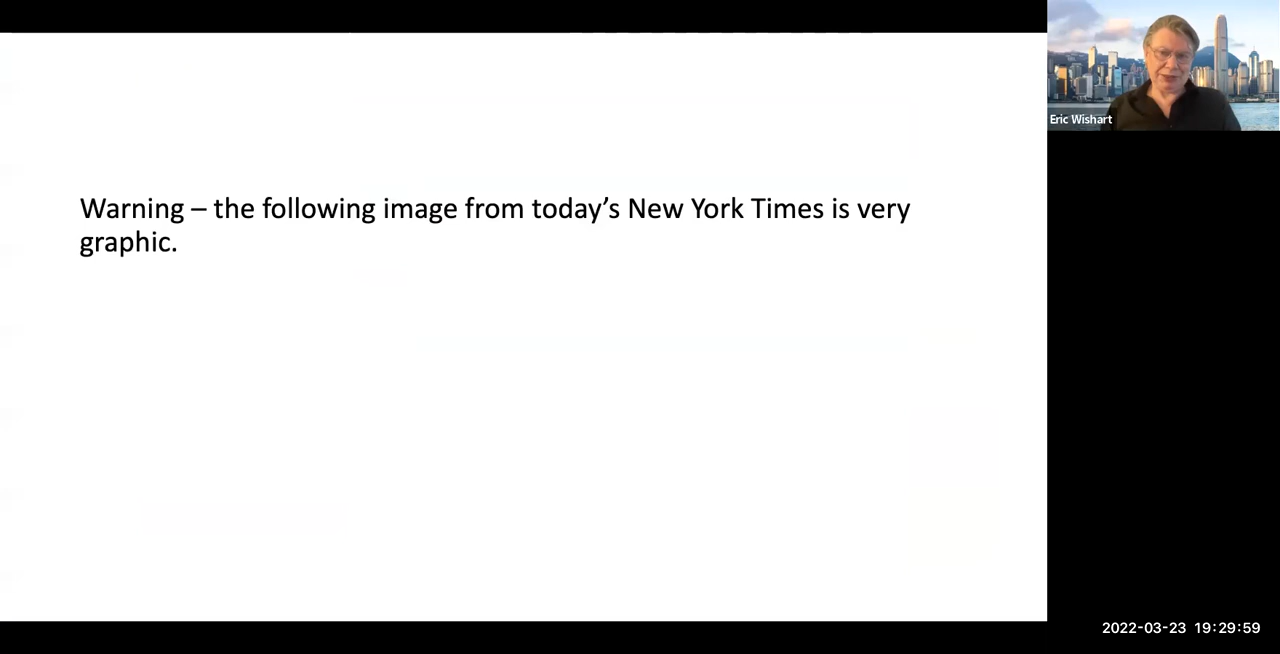 Warning – the following image from today’s New York Times is very
graphic.
Eric Wishart
2022-03-23 19:29:59